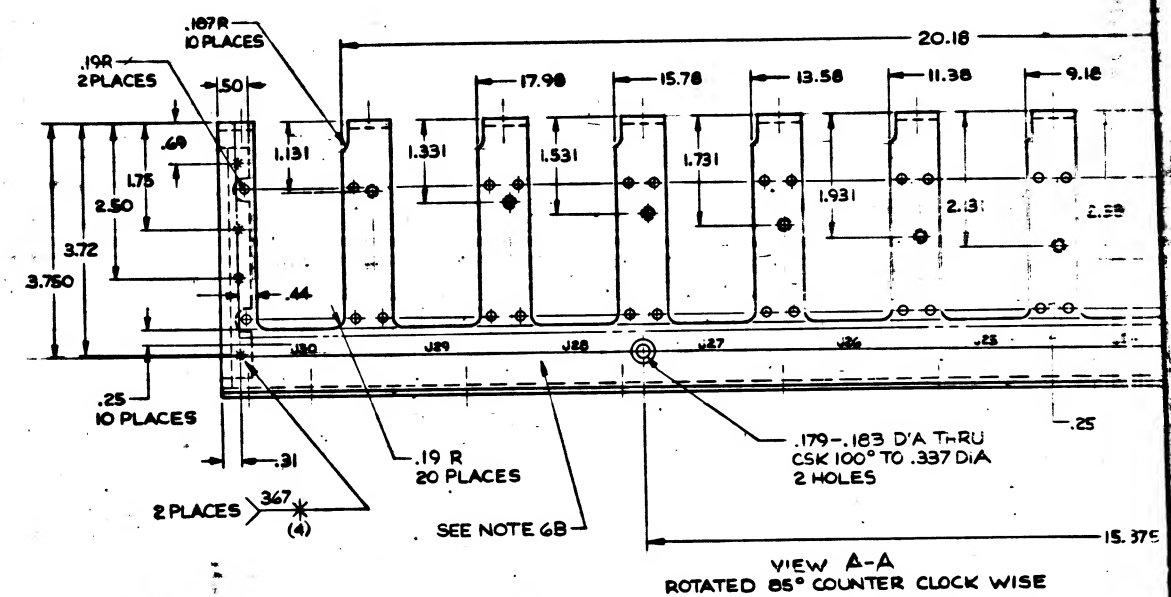 .187R
10 PLACES
20.18
.19R
2 PLACES
.50
17.98
15.78
13.58
11.38
9.18
.69
1.75
2.50
3.72
3.750
1.131
1.331
1.531
1.731
1.931
2.131
.44
J30
J29
J28
J27
J26
J25
.25
10 PLACES
.31
.19 R
20 PLACES
.179-.183 DIA THRU
CSK 100° TO .337 DIA
2 HOLES
.25
2 PLACES
367
(4)
SEE NOTE 6B
15.375
VIEW A-A
ROTATED 85° COUNTER CLOCK WISE